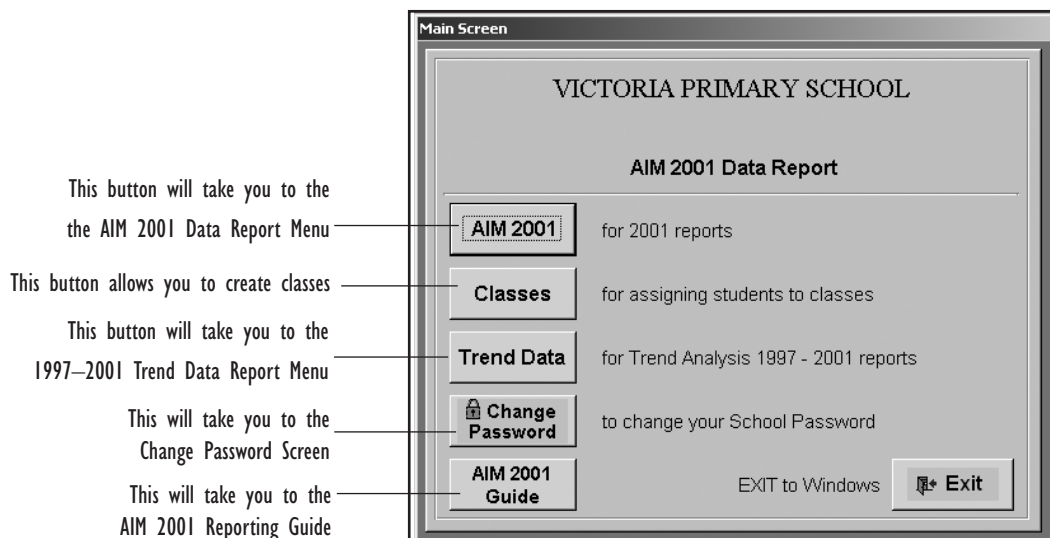 Main Screen
VICTORIA PRIMARY SCHOOL
AIM 2001 Data Report
This button will take you to the
the AIM 2001 Data Report Menu
AIM 2001
for 2001 reports
This button allows you to create classes
Classes
for assigning students to classes
This button will take you to the
1997–2001 Trend Data Report Menu
Trend Data
for Trend Analysis 1997 - 2001 reports
This will take you to the
Change Password Screen
Change
Password
to change your School Password
This will take you to the
AIM 2001 Reporting Guide
AIM 2001
Guide
EXIT to Windows
Exit